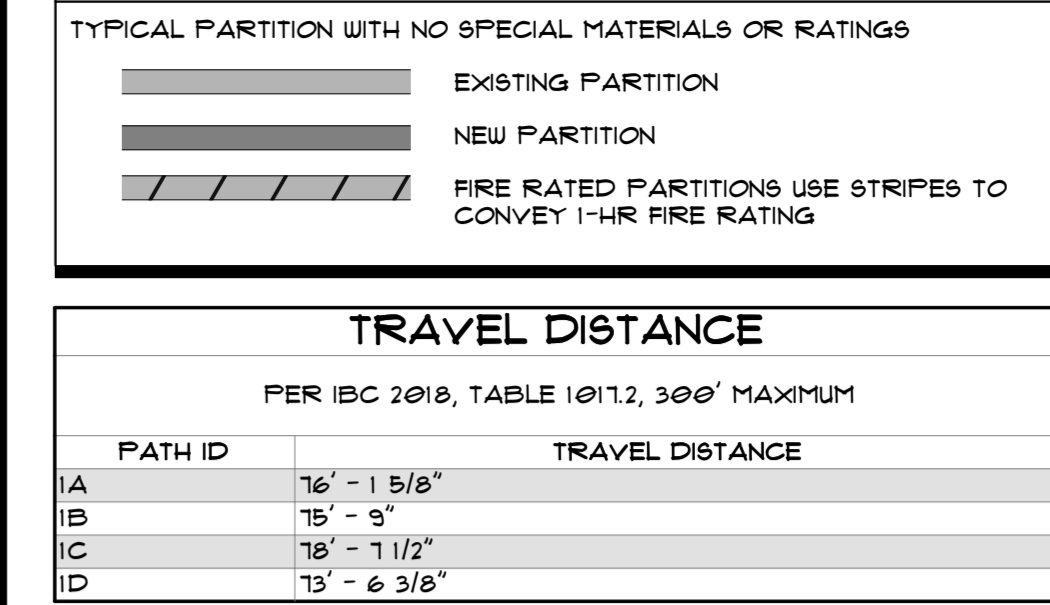 TYPICAL PARTITION WITH NO SPECIAL MATERIALS OR RATINGS
EXISTING PARTITION
NEW PARTITION
FIRE RATED PARTITIONS USE STRIPES TO
CONVEY 1-HR FIRE RATING
TRAVEL DISTANCE
PER IBC 2018, TABLE 1017.2, 300' MAXIMUM
PATH ID TRAVEL DISTANCE
1A 76' - 1 5/8"
1B 75' - 9"
1C 78' - 7 1/2"
1D 73' - 6 3/8"